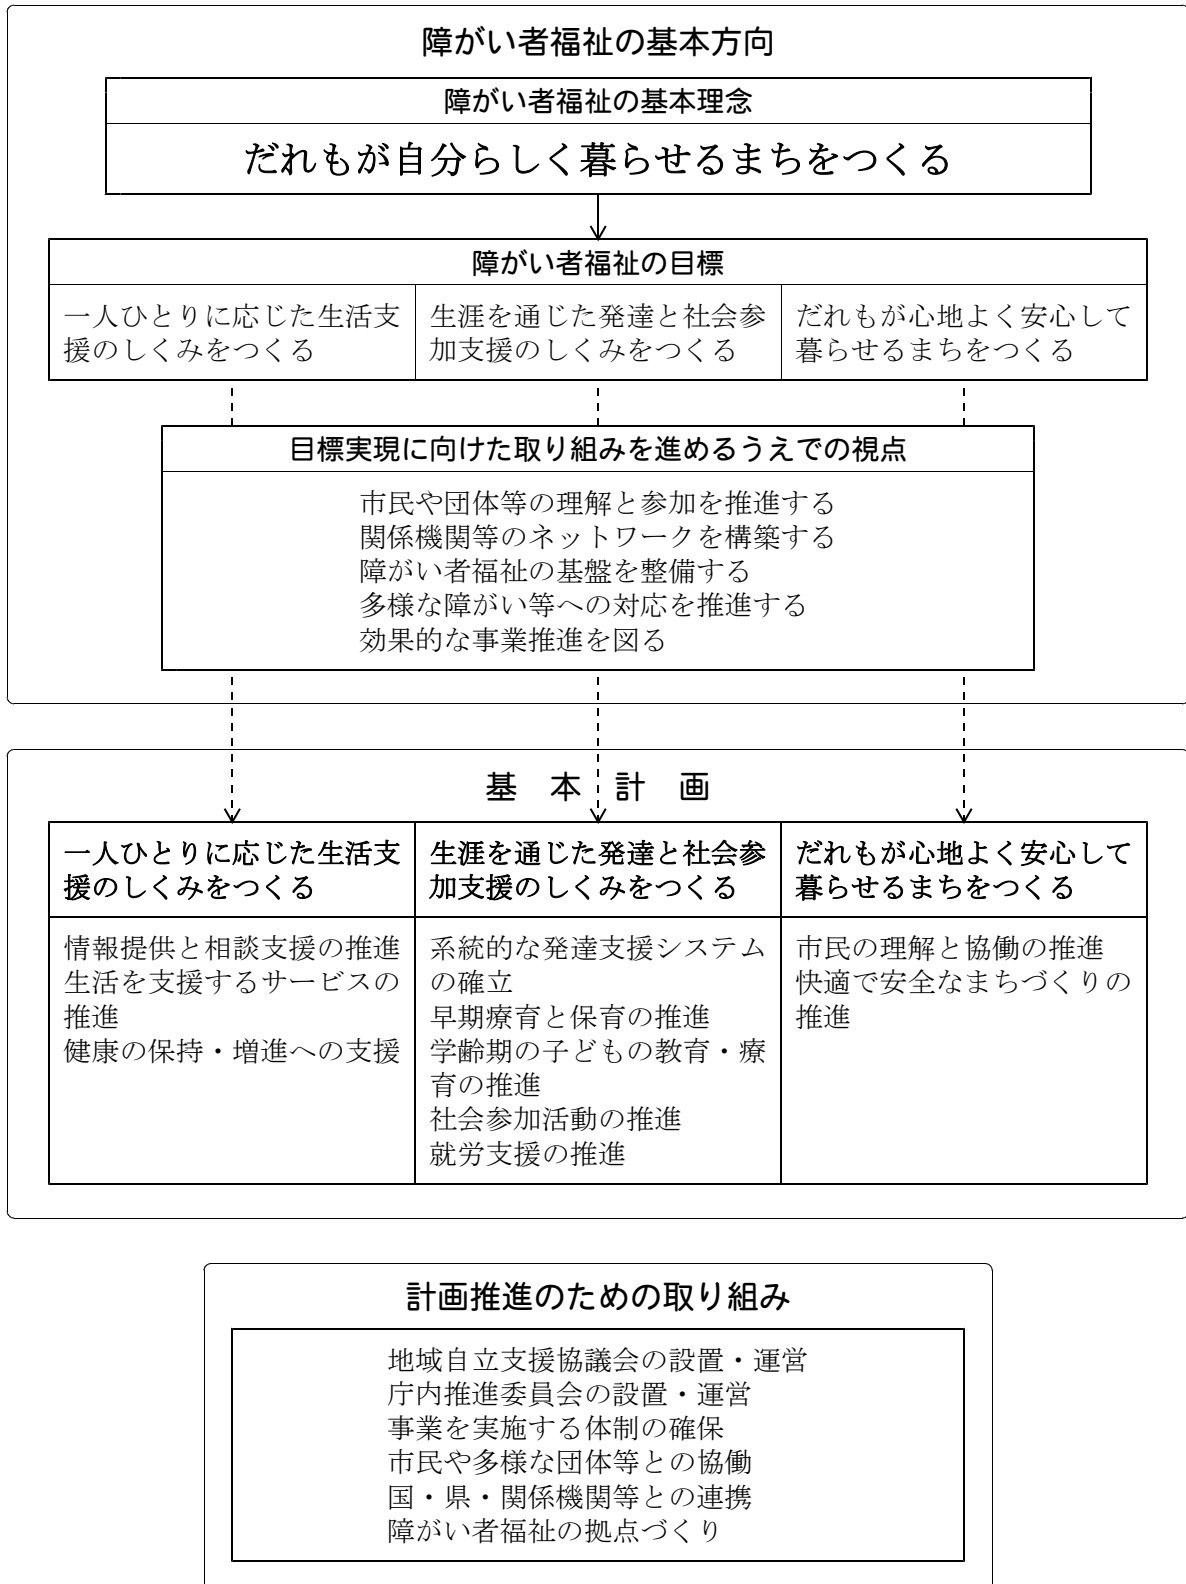 障がい者福祉の基本方向
障がい者福祉の基本理念
だれもが自分らしく暮らせるまちをつくる
障がい者福祉の目標
一人ひとりに応じた生活支
援のしくみをつくる
生涯を通じた発達と社会参
加支援のしくみをつくる
だれもが心地よく安心して
暮らせるまちをつくる
目標実現に向けた取り組みを進めるうえでの視点
市民や団体等の理解と参加を推進する
関係機関等のネットワークを構築する
障がい者福祉の基盤を整備する
多様な障がい等への対応を推進する
効果的な事業推進を図る
基　本　計　画
一人ひとりに応じた生活支
援のしくみをつくる
生涯を通じた発達と社会参
加支援のしくみをつくる
だれもが心地よく安心して
暮らせるまちをつくる
情報提供と相談支援の推進
生活を支援するサービスの
推進
健康の保持・増進への支援
系統的な発達支援システム
の確立
早期療育と保育の推進
学齢期の子どもの教育・療
育の推進
社会参加活動の推進
就労支援の推進
市民の理解と協働の推進
快適で安全なまちづくりの
推進
計画推進のための取り組み
地域自立支援協議会の設置・運営
庁内推進委員会の設置・運営
事業を実施する体制の確保
市民や多様な団体等との協働
国・県・関係機関等との連携
障がい者福祉の拠点づくり